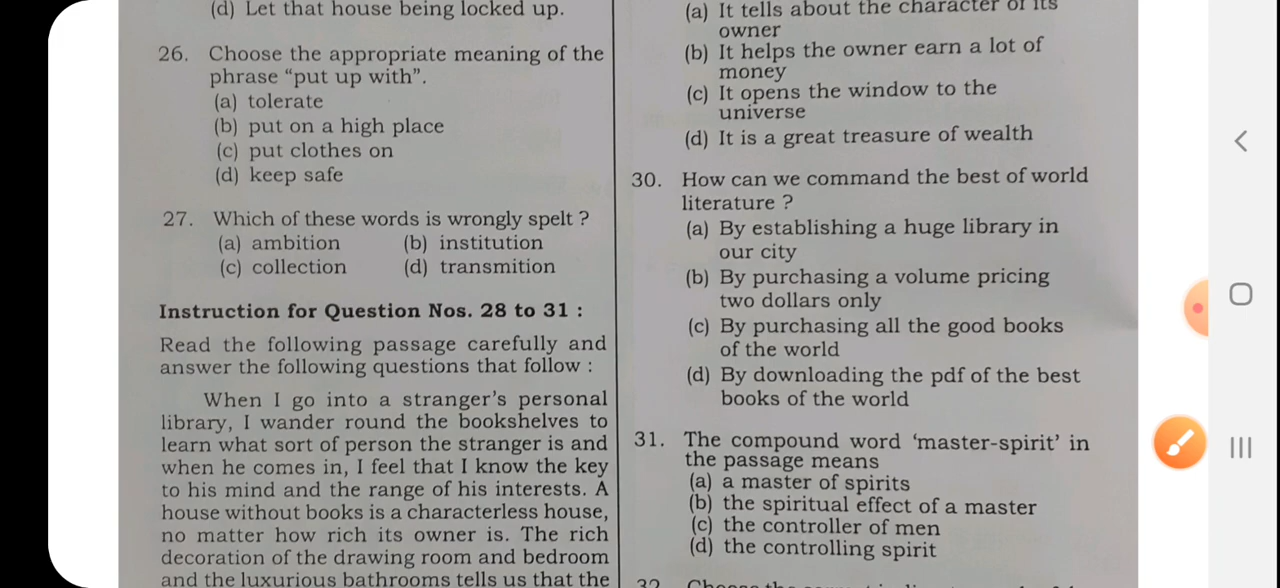 (d) Let that house being locked up.
26. Choose the appropriate meaning of the
phrase “put up with”.
(a) tolerate
(b) put on a high place
(c) put clothes on
(d) keep safe
27. Which of these words is wrongly spelt ?
(a) ambition (b) institution
(c) collection (d) transmition
Instruction for Question Nos. 28 to 31 :
Read the following passage carefully and
answer the following questions that follow :
When I go into a stranger’s personal
library, I wander round the bookshelves to
learn what sort of person the stranger is and
when he comes in, I feel that I know the key
to his mind and the range of his interests. A
house without books is a characterless house,
no matter how rich its owner is. The rich
decoration of the drawing room and bedroom
and the luxurious bathrooms tells us that the
(a) It tells about the character of its
owner
(b) It helps the owner earn a lot of
money
(c) It opens the window to the
universe
(d) It is a great treasure of wealth
30. How can we command the best of world
literature ?
(a) By establishing a huge library in
our city
(b) By purchasing a volume pricing
two dollars only
(c) By purchasing all the good books
of the world
(d) By downloading the pdf of the best
books of the world
31. The compound word ‘master-spirit’ in
the passage means
(a) a master of spirits
(b) the spiritual effect of a master
(c) the controller of men
(d) the controlling spirit
32.